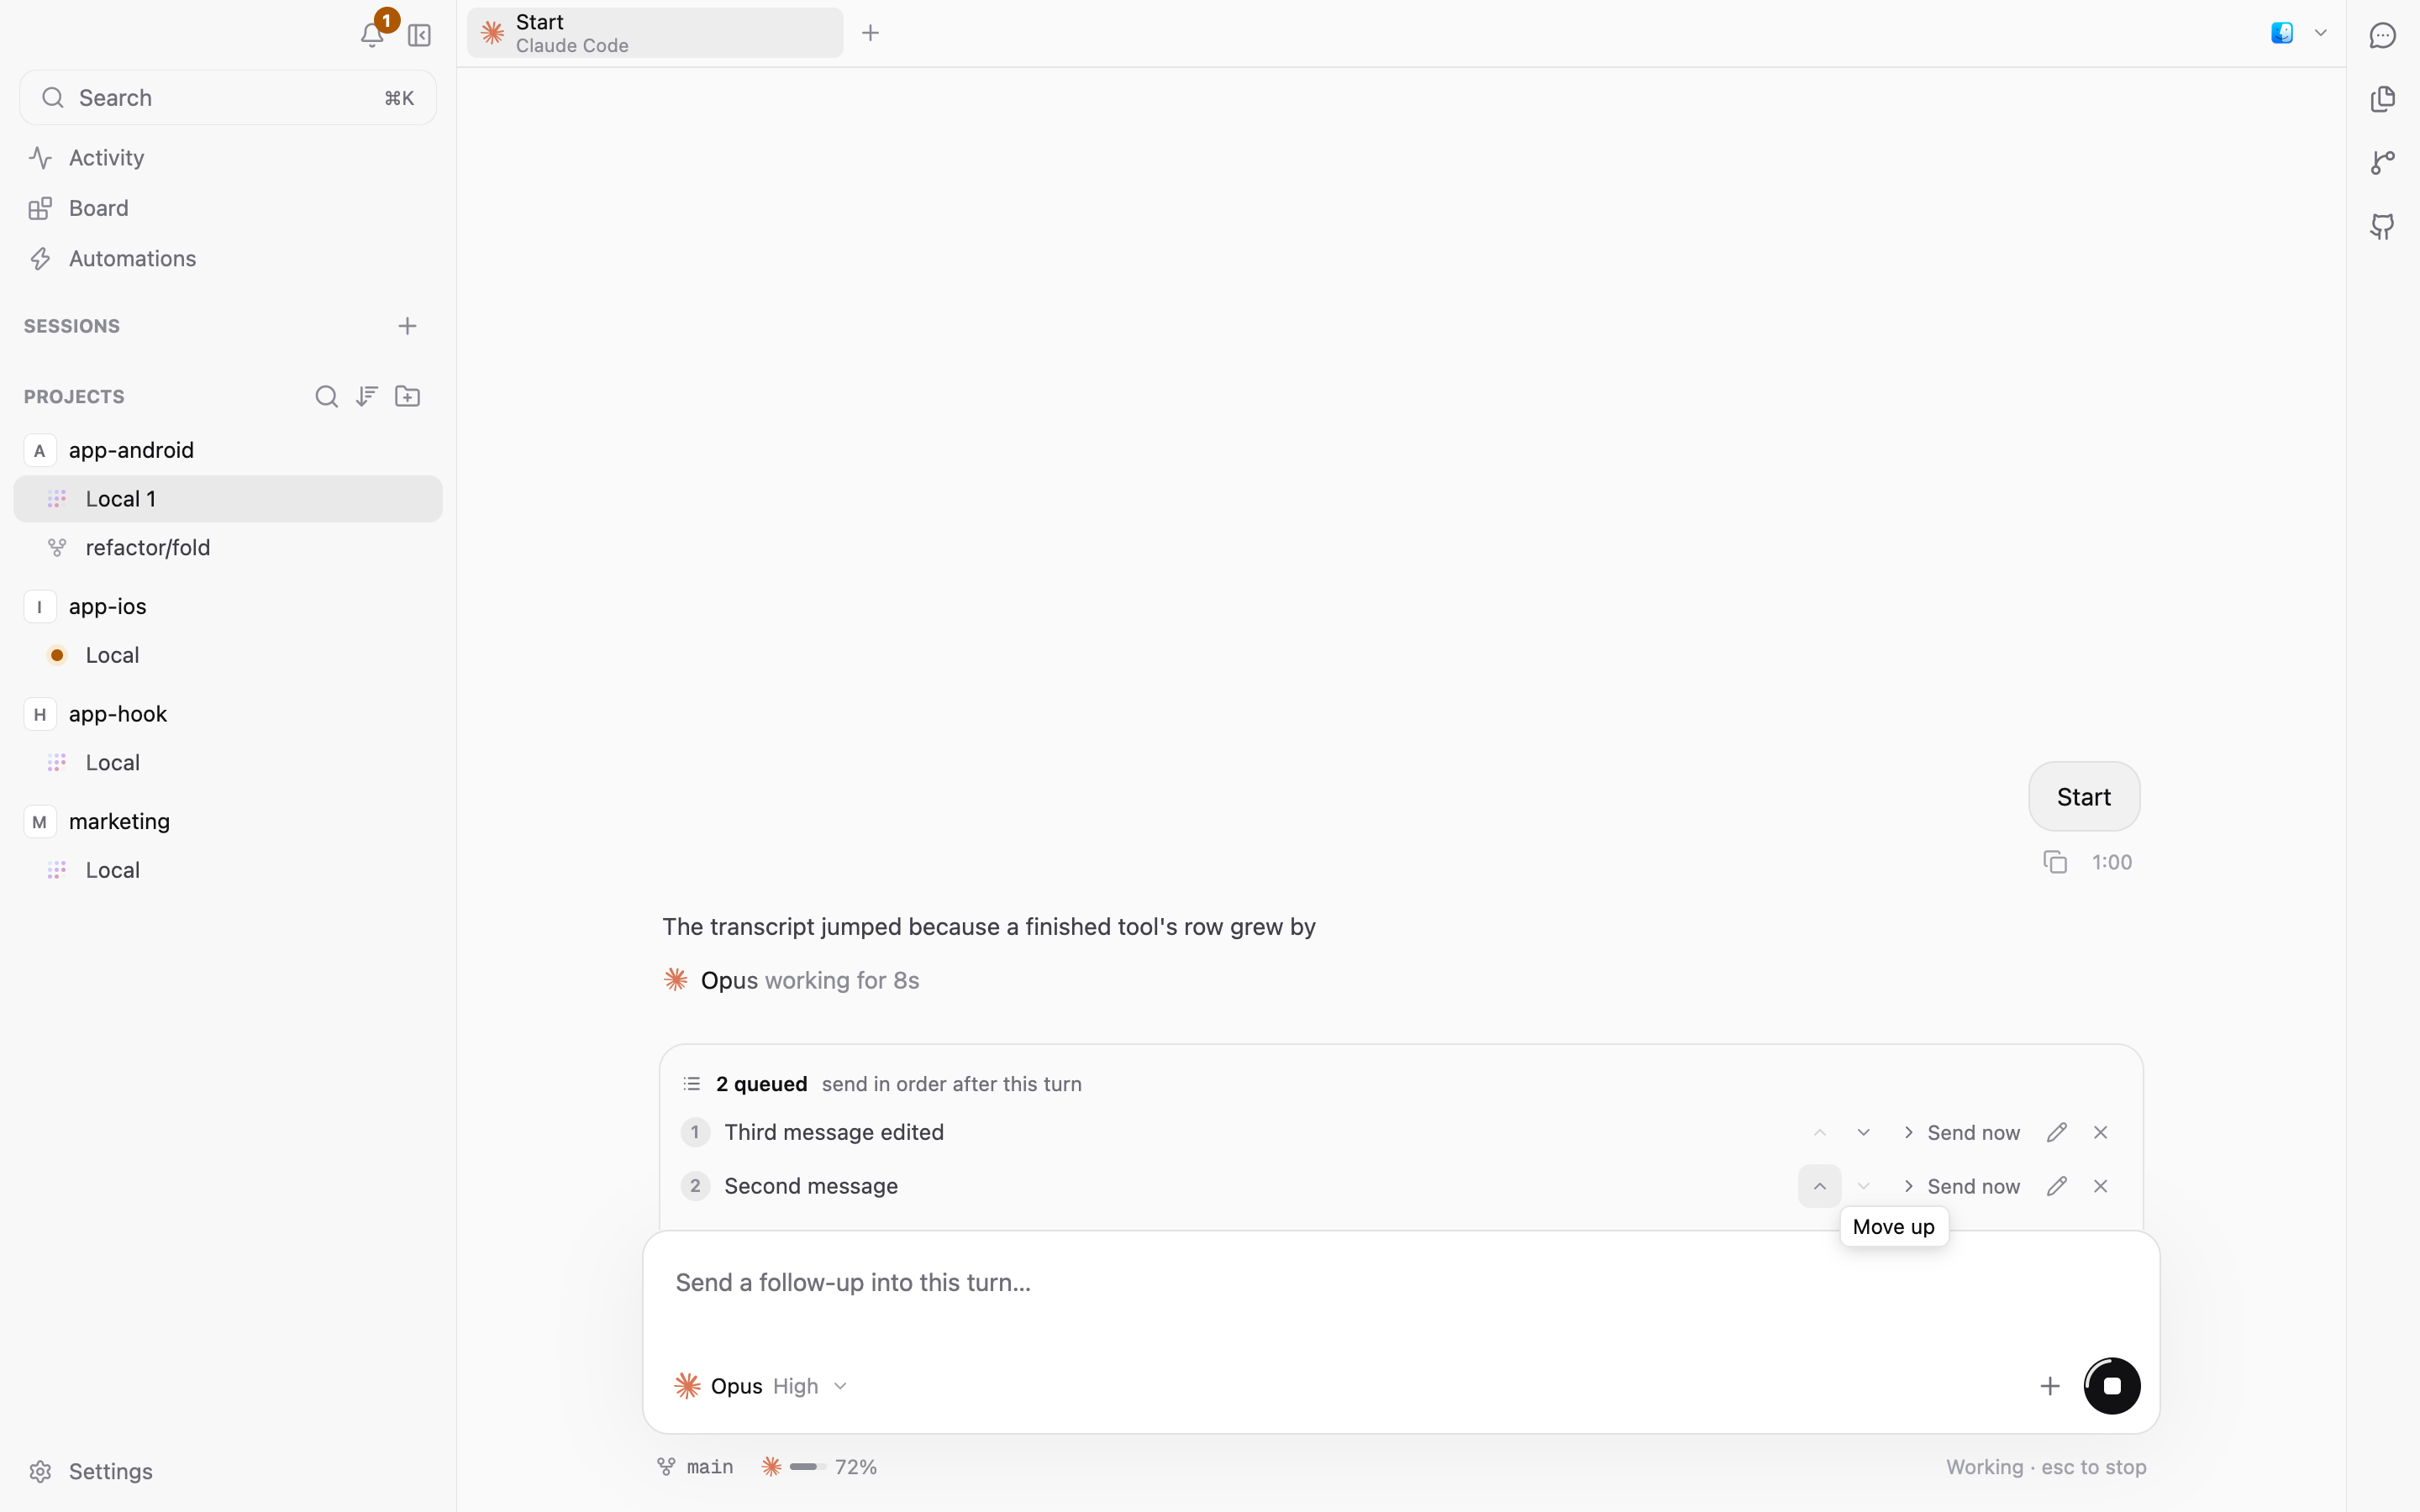 1
Search ⌘K
Activity
Board
Automations
SESSIONS
PROJECTS
A app-android
Local 1
refactor/fold
I app-ios
Local
H app-hook
Local
M marketing
Local
Settings
Start
Claude Code
Start
1:00
The transcript jumped because a finished tool's row grew by
Opus working for 8s
2 queued send in order after this turn
1 Third message edited Send now
2 Second message Send now
Move up
Send a follow-up into this turn...
Opus High
main 72%
Working · esc to stop